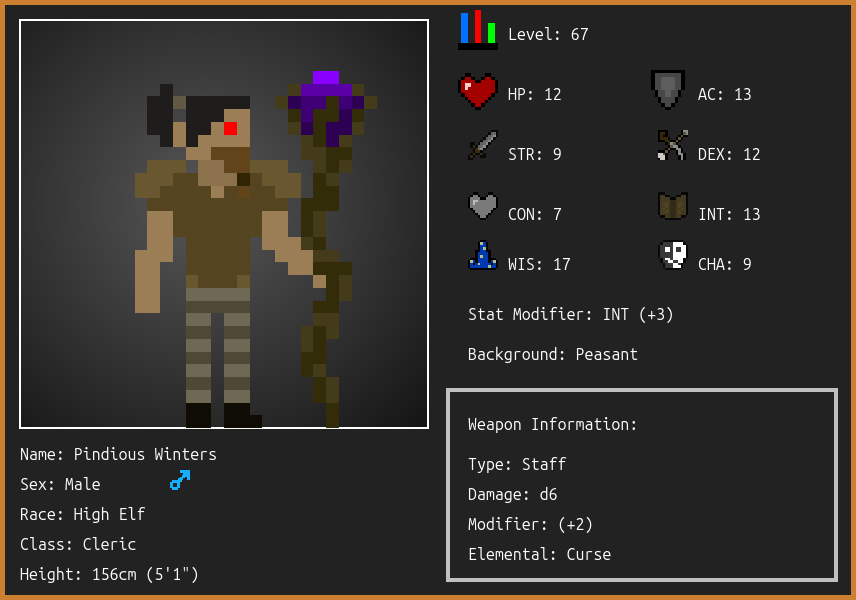 Level: 67
HP: 12
AC: 13
STR: 9
DEX: 12
CON: 7
INT: 13
WIS: 17
CHA: 9
Stat Modifier: INT (+3)
Background: Peasant
Weapon Information:
Type: Staff
Damage: d6
Modifier: (+2)
Elemental: Curse
Name: Pindious Winters
Sex: Male
Race: High Elf
Class: Cleric
Height: 156cm (5'1")